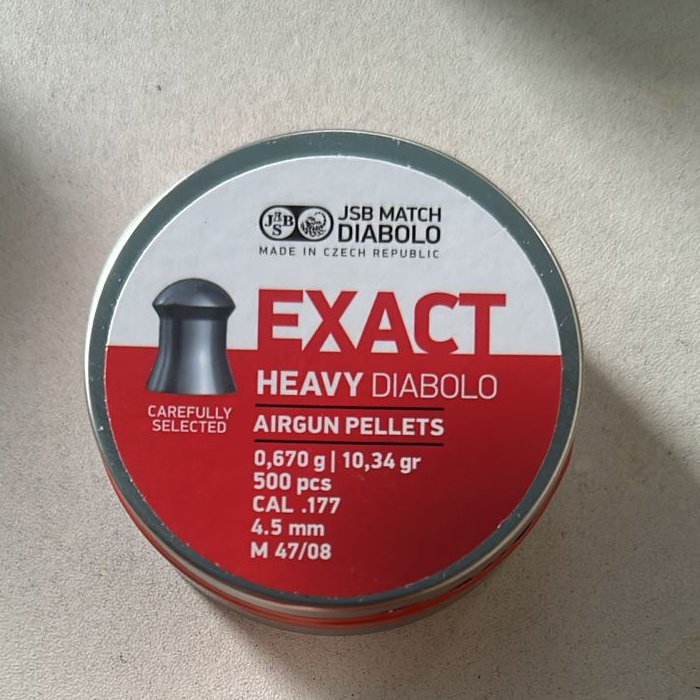 JSB
JSB MATCH
DIABOLO
MADE IN CZECH REPUBLIC
EXACT
HEAVY DIABOLO
CAREFULLY
SELECTED
AIRGUN PELLETS
0,670 g | 10,34 gr
500 pcs
CAL .177
4.5 mm
M 47/08